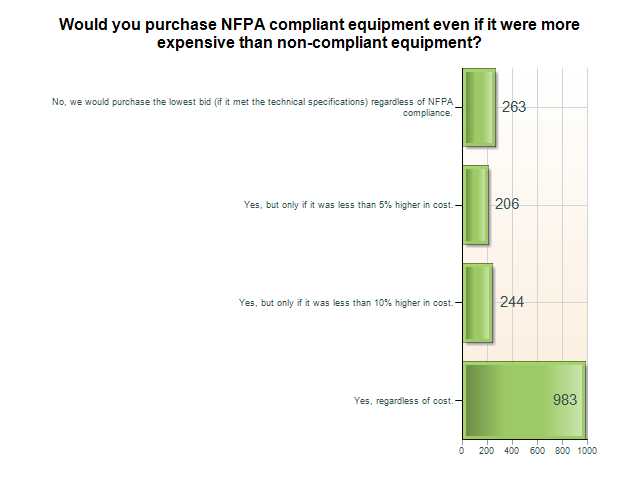 Would you purchase NFPA compliant equipment even if it were more
expensive than non-compliant equipment?
No, we would purchase the lowest bid (if it met the technical specifications) regardless of NFPA
compliance.
263
Yes, but only if it was less than 5% higher in cost.
206
Yes, but only if it was less than 10% higher in cost.
244
Yes, regardless of cost.
983
0 200 400 600 800 1000